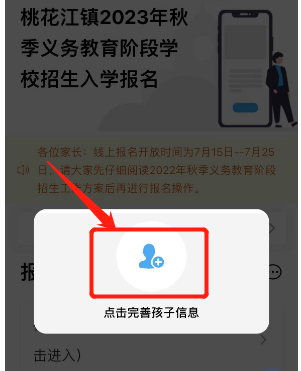 桃花江镇2023年秋
季义务教育阶段学
校招生入学报名
各位家长：线上报名开放时间为7月15日--7月25
日，请大家先仔细阅读2022年秋季义务教育阶段
招生工作方案后再进行报名操作。
报
点击完善孩子信息
击进入）